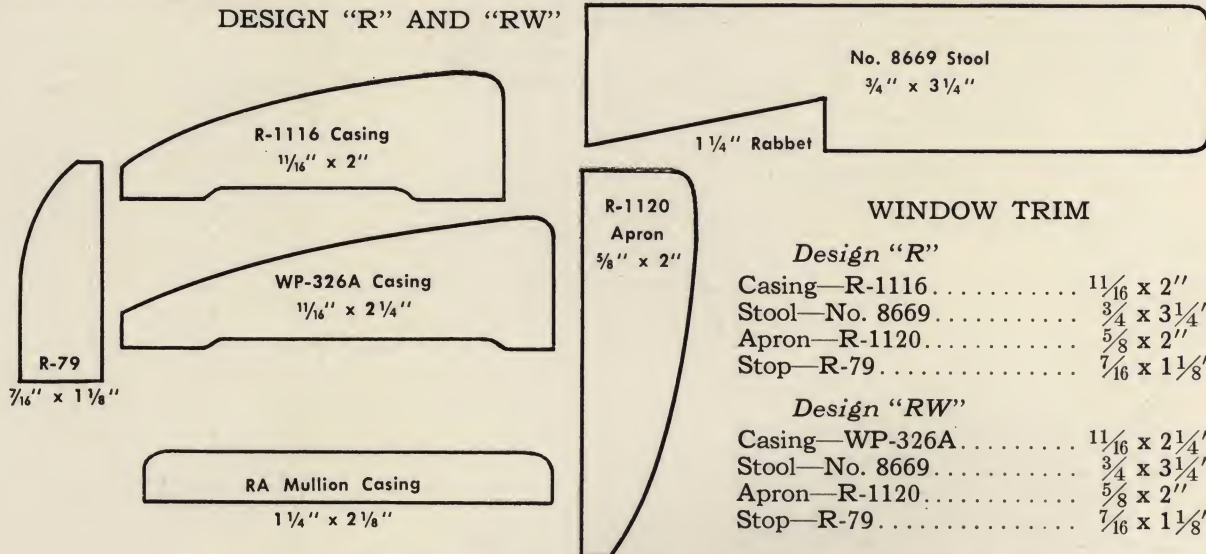 DESIGN “R” AND “RW”
No. 8669 Stool
¾" x 3¼"
1¼" Rabbet
R-1116 Casing
11/16" x 2"
WP-326A Casing
11/16" x 2¼"
R-79
7/16" x 1⅛"
RA Mullion Casing
1¼" x 2⅛"
R-1120
Apron
⅝" x 2"
WINDOW TRIM
Design “R”
Casing—R-1116............ 11/16 x 2"
Stool—No. 8669............ ¾ x 3¼"
Apron—R-1120............ ⅝ x 2"
Stop—R-79................ 7/16 x 1⅛"
Design “RW”
Casing—WP-326A......... 11/16 x 2¼"
Stool—No. 8669............ ¾ x 3¼"
Apron—R-1120............ ⅝ x 2"
Stop—R-79................ 7/16 x 1⅛"